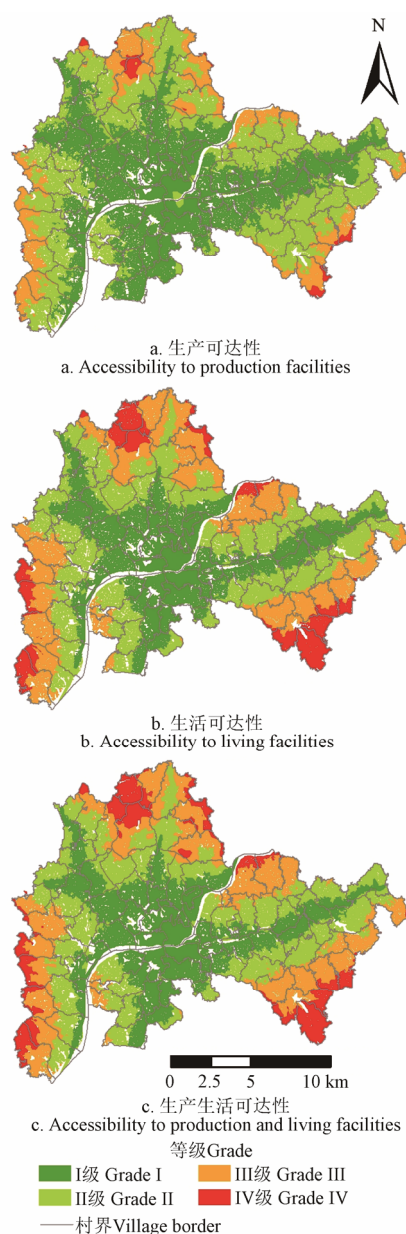 N
a. 生产可达性
a. Accessibility to production facilities
b. 生活可达性
b. Accessibility to living facilities
0 2.5 5 10 km
c. 生产生活可达性
c. Accessibility to production and living facilities
等级Grade
I级 Grade I III级 Grade III
II级 Grade II IV级 Grade IV
村界Village border